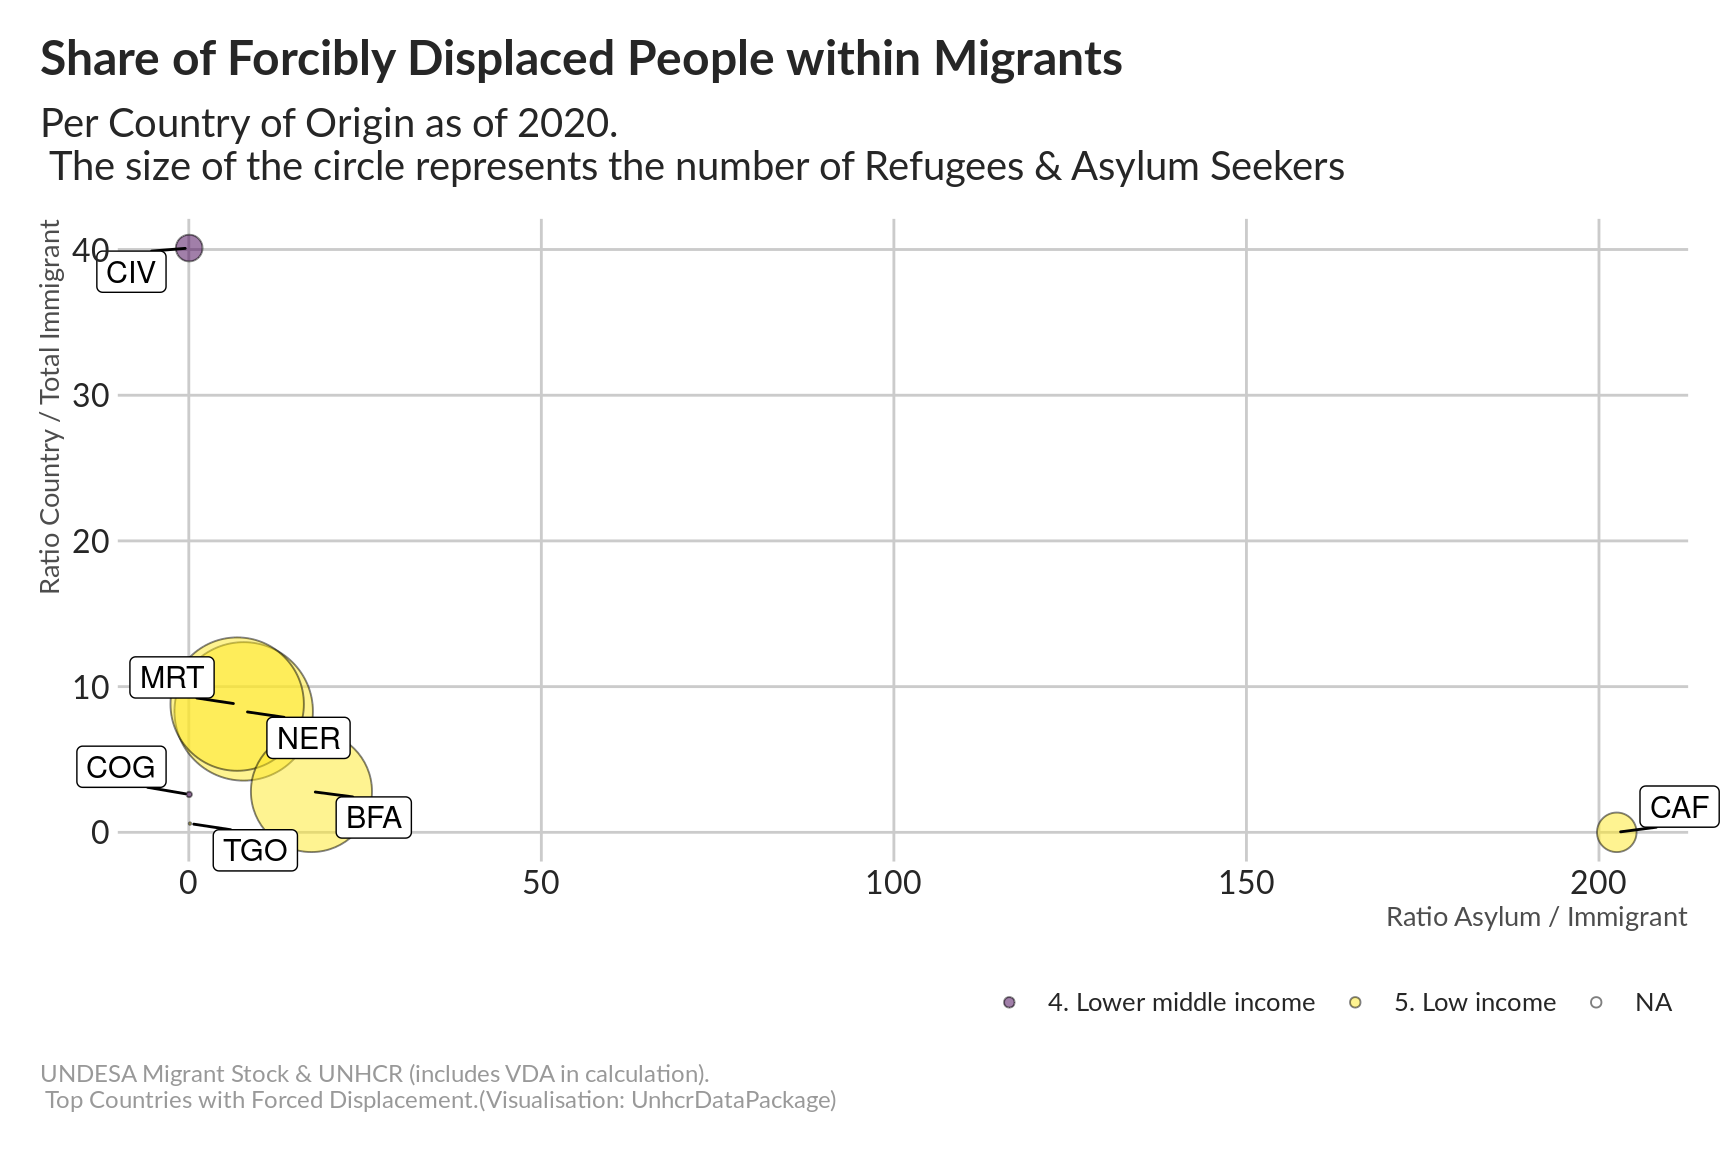 Share of Forcibly Displaced People within Migrants
Per Country of Origin as of 2020.
The size of the circle represents the number of Refugees & Asylum Seekers
Ratio Country / Total Immigrant
40
30
20
10
0
CIV
MRT
NER
COG
BFA
TGO
CAF
0 50 100 150 200
Ratio Asylum / Immigrant
4. Lower middle income 5. Low income NA
UNDESA Migrant Stock & UNHCR (includes VDA in calculation).
Top Countries with Forced Displacement.(Visualisation: UnhcrDataPackage)